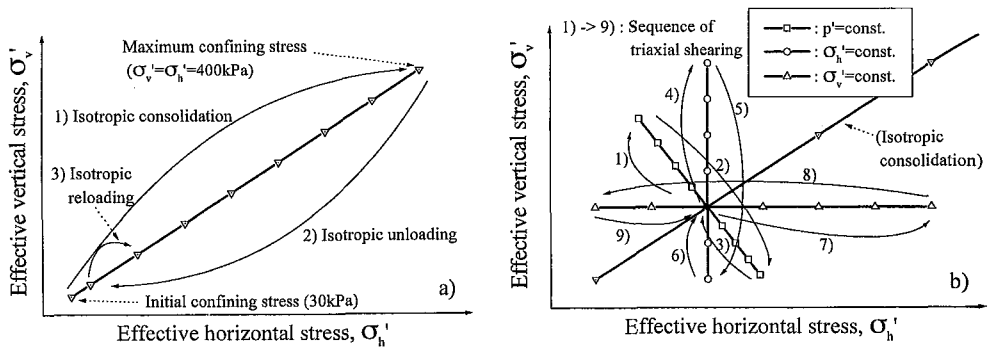 Effective vertical stress, σv'
Maximum confining stress
(σv'=σh'=400kPa)
1) Isotropic consolidation
3) Isotropic
reloading
2) Isotropic unloading
Initial confining stress (30kPa)
a)
Effective horizontal stress, σh'
Effective vertical stress, σv'
1) -> 9) : Sequence of
triaxial shearing
: p'=const.
: σh'=const.
: σv'=const.
4)
5)
(Isotropic
consolidation)
1)
2)
8)
9)
6)
3)
7)
b)
Effective horizontal stress, σh'